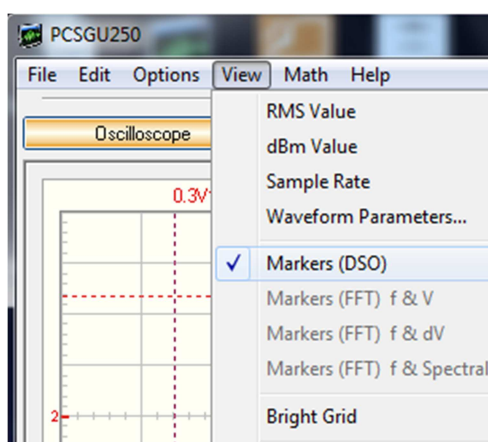 PCSGU250
File Edit Options View Math Help
Oscilloscope
RMS Value
dBm Value
Sample Rate
Waveform Parameters...
✓ Markers (DSO)
Markers (FFT) f & V
Markers (FFT) f & dV
Markers (FFT) f & Spectral
Bright Grid
0.3V
2